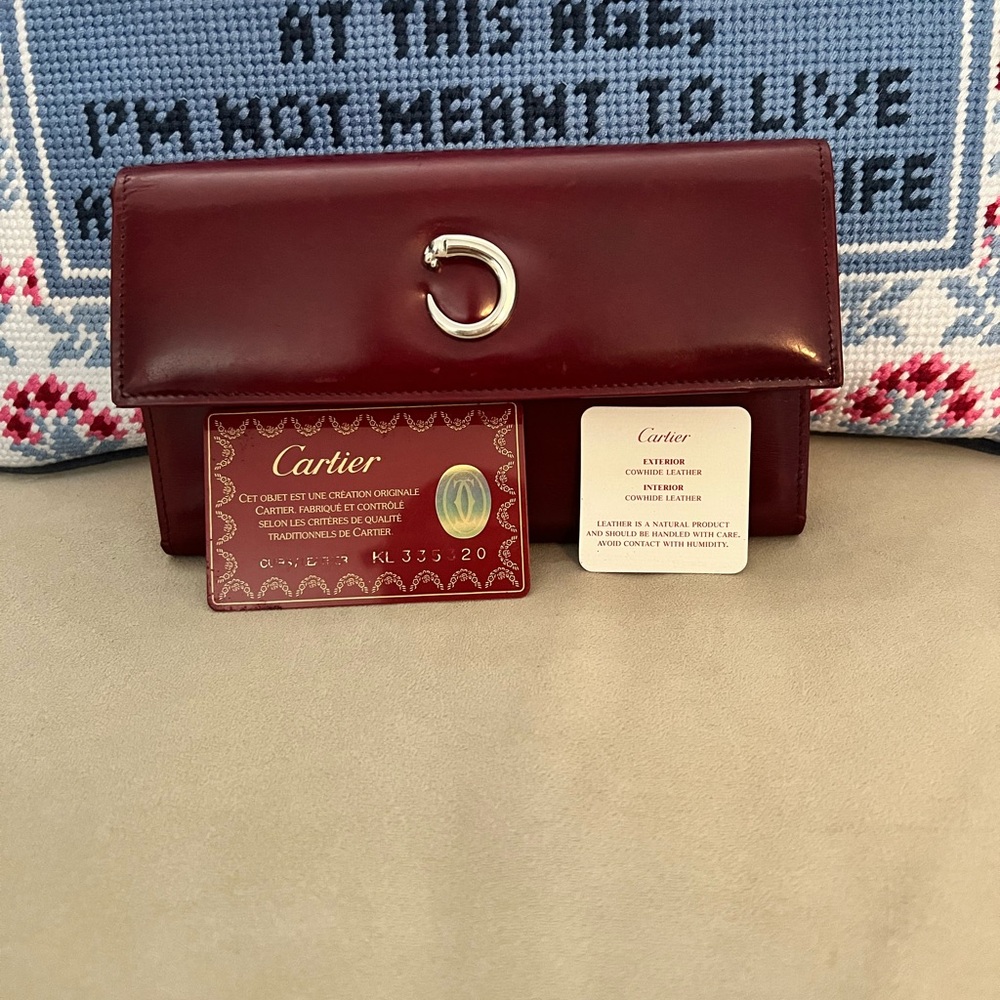 AT THIS AGE,
I'M NOT MEANT TO LIVE
Cartier
CET OBJET EST UNE CRÉATION ORIGINALE
CARTIER. FABRIQUÉ ET CONTRÔLÉ
SELON LES CRITÈRES DE QUALITÉ
TRADITIONNELS DE CARTIER.
KL
Cartier
EXTERIOR
COWHIDE LEATHER
INTERIOR
COWHIDE LEATHER
LEATHER IS A NATURAL PRODUCT
AND SHOULD BE HANDLED WITH CARE.
AVOID CONTACT WITH HUMIDITY.